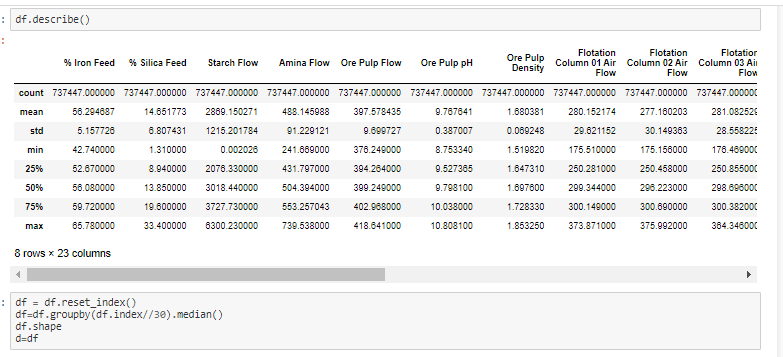 : df.describe()
:
% Iron Feed % Silica Feed Starch Flow Amina Flow Ore Pulp Flow Ore Pulp pH Ore Pulp Density Flotation Column 01 Air Flow Flotation Column 02 Air Flow Flotation Column 03 Air Flow
count 737447.000000 737447.000000 737447.000000 737447.000000 737447.000000 737447.000000 737447.000000 737447.000000 737447.000000 737447.000000
mean 56.294687 14.651773 2869.150271 488.145988 397.578435 9.767641 1.680381 280.152174 277.160203 281.082529
std 5.157726 6.807431 1215.201784 91.229121 9.699727 0.387007 0.069248 29.621152 30.149363 28.558225
min 42.740000 1.310000 0.002026 241.669000 376.249000 8.753340 1.519820 175.510000 175.156000 176.469000
25% 52.670000 8.940000 2076.330000 431.797000 394.264000 9.527365 1.647310 250.281000 250.458000 250.855000
50% 56.080000 13.850000 3018.440000 504.394000 399.249000 9.798100 1.697600 299.344000 296.223000 298.696000
75% 59.720000 19.600000 3727.730000 553.257043 402.968000 10.038000 1.728330 300.149000 300.690000 300.382000
max 65.780000 33.400000 6300.230000 739.538000 418.641000 10.808100 1.853250 373.871000 375.992000 364.346000
8 rows × 23 columns
: df = df.reset_index()
df=df.groupby(df.index//30).median()
df.shape
d=df